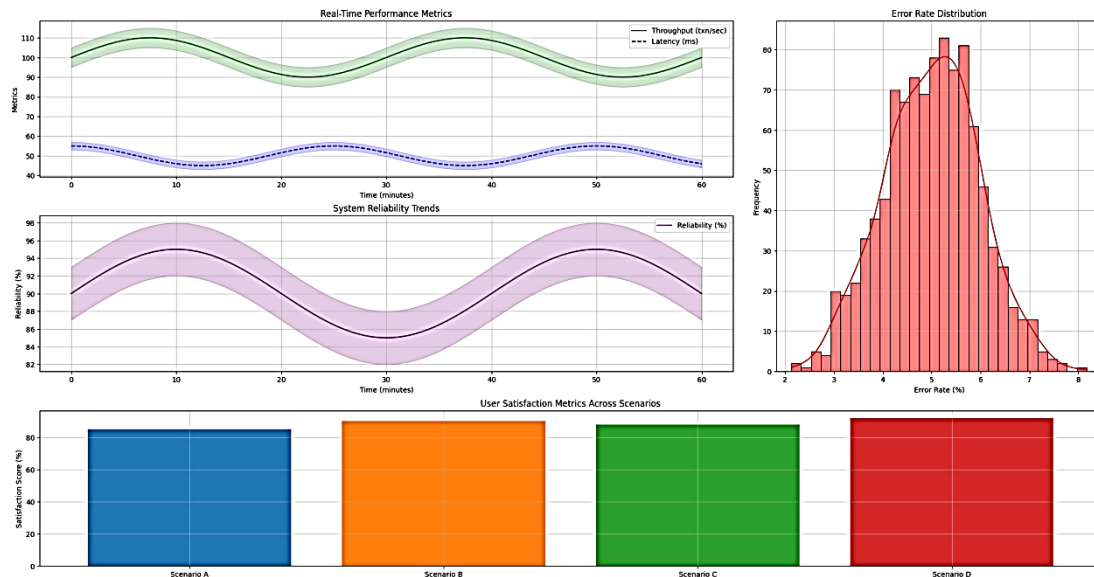 Real-Time Performance Metrics
Throughput (txn/sec)
Latency (ms)
110
100
90
80
70
60
50
40
Metrics
0 10 20 30 40 50 60
Time (minutes)
System Reliability Trends
Reliability (%)
98
96
94
92
90
88
86
84
82
Reliability (%)
0 10 20 30 40 50 60
Time (minutes)
Error Rate Distribution
80
70
60
50
40
30
20
10
0
Frequency
2 3 4 5 6 7 8
Error Rate (%)
User Satisfaction Metrics Across Scenarios
80
60
40
20
0
Satisfaction Score (%)
Scenario A Scenario B Scenario C Scenario D